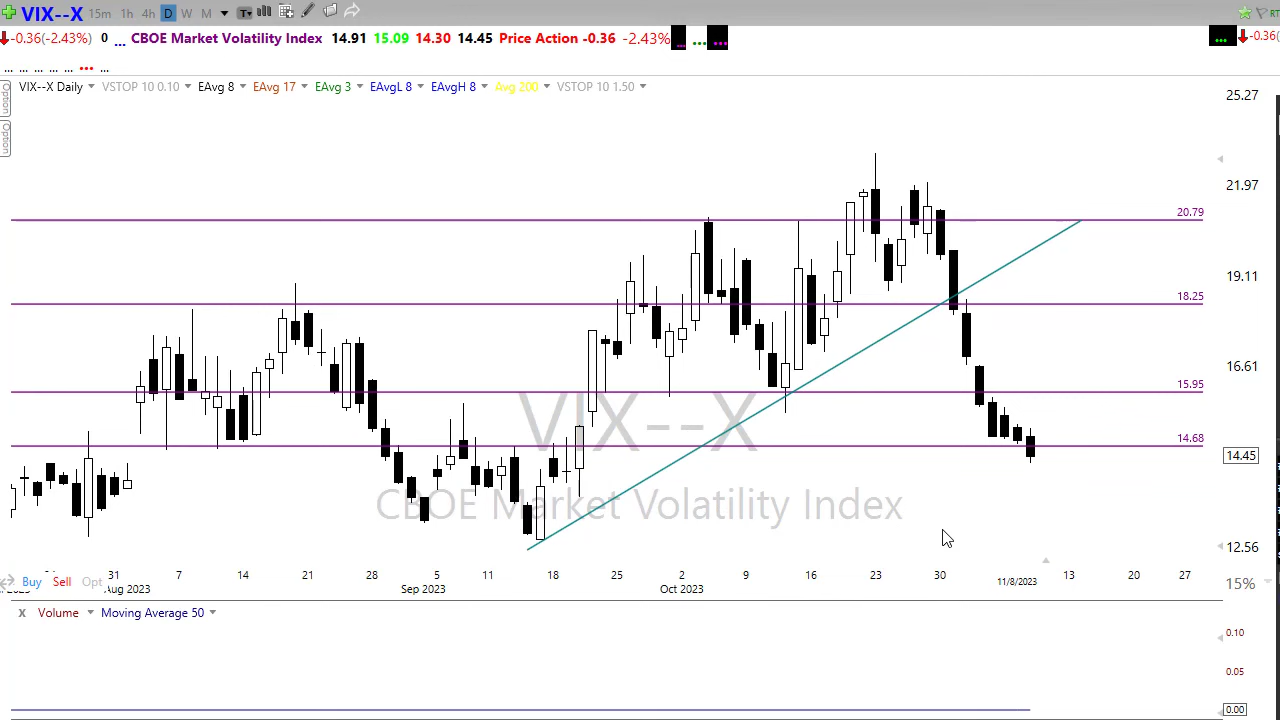 VIX--X 15m 1h 4h D W M T RT
-0.36(-2.43%) 0 ... CBOE Market Volatility Index 14.91 15.09 14.30 14.45 Price Action -0.36 -2.43% ... ... ... ... -0.36(
... ... ... ... ... ... ...
VIX--X Daily VSTOP 10 0.10 EAvg 8 EAvg 17 EAvg 3 EAvgL 8 EAvgH 8 Avg 200 VSTOP 10 1.50
Option
Option
25.27
21.97
20.79
19.11
18.25
16.61
15.95
14.68
14.45
12.56
VIX--X
CBOE Market Volatility Index
31 7 14 21 28 5 11 18 25 2 9 16 23 30 11/8/2023 13 20 27
Buy Sell Opt 15%
Aug 2023 Sep 2023 Oct 2023
X Volume Moving Average 50
0.10
0.05
0.00